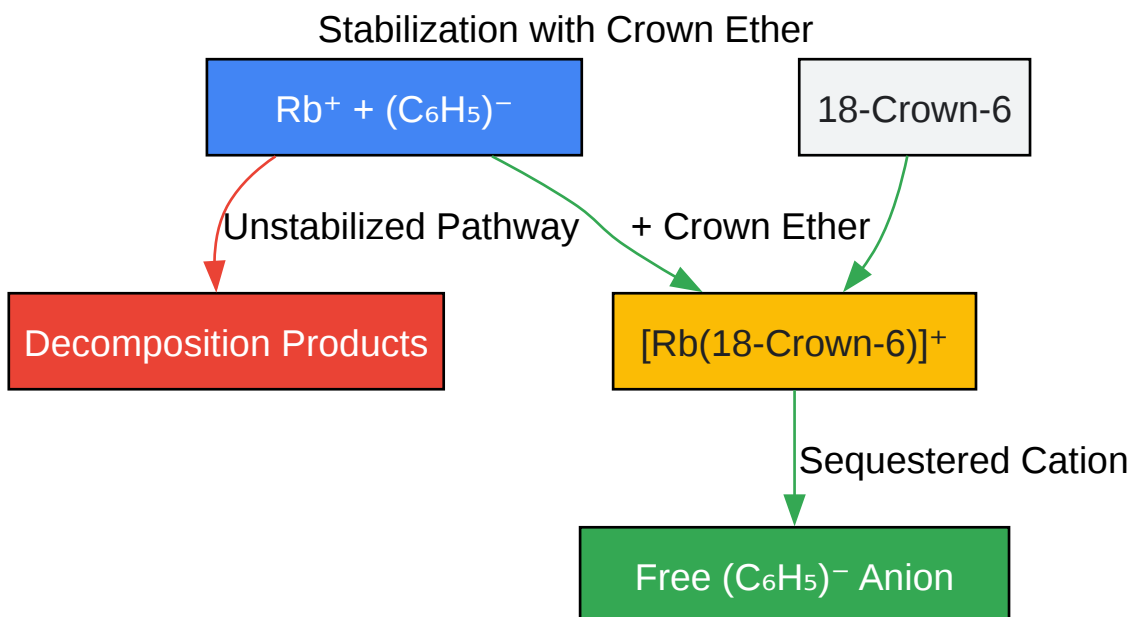 Stabilization with Crown Ether
Rb⁺ + (C₆H₅)⁻
18-Crown-6
Unstabilized Pathway
+ Crown Ether
Decomposition Products
[Rb(18-Crown-6)]⁺
Sequestered Cation
Free (C₆H₅)⁻ Anion